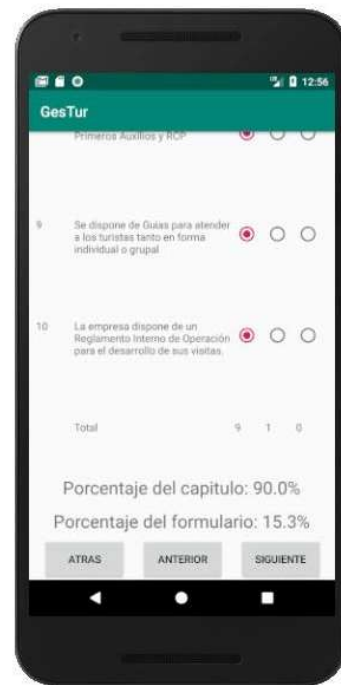 12:56
GesTur
Primeros Auxilios y RCP
9 Se dispone de Guias para atender
a los turistas tanto en forma
individual o grupal
10 La empresa dispone de un
Reglamento Interno de Operación
para el desarrollo de sus visitas.
Total 9 1 0
Porcentaje del capitulo: 90.0%
Porcentaje del formulario: 15.3%
ATRAS ANTERIOR SIGUIENTE